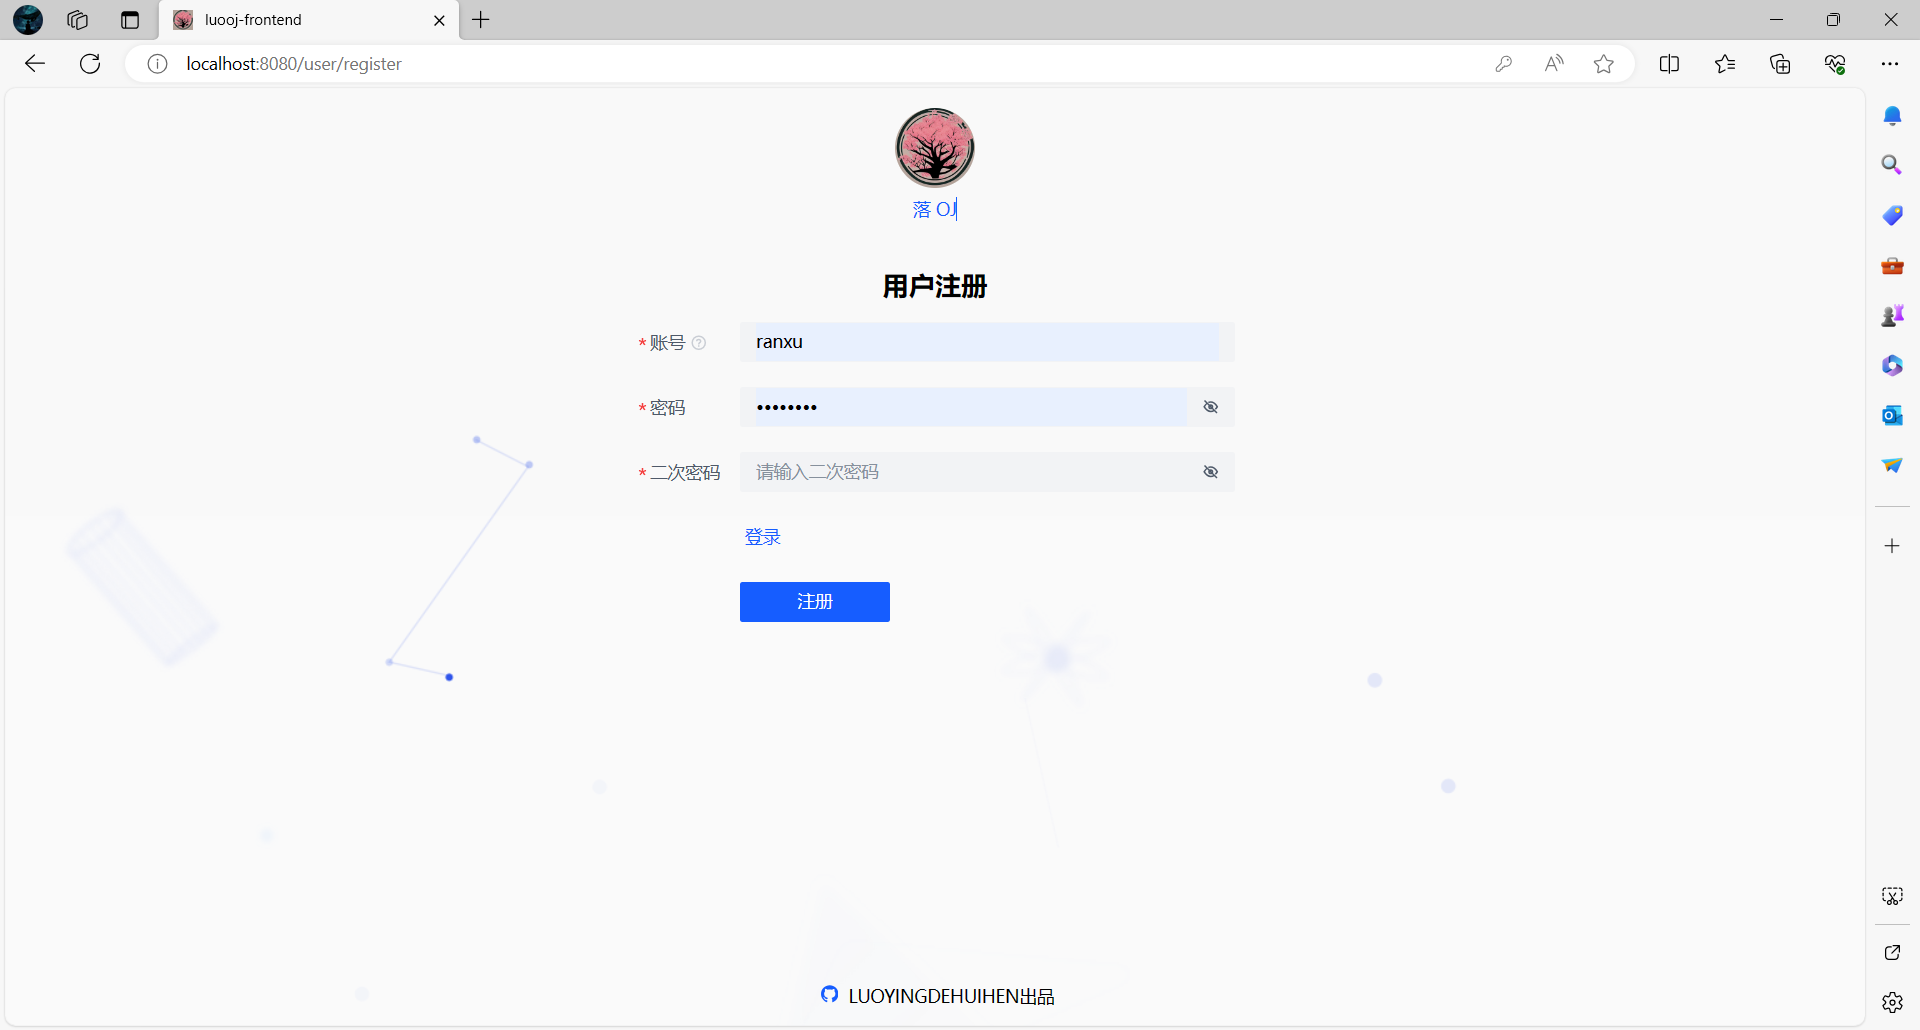 luooj-frontend
localhost:8080/user/register
落 OJ
用户注册
* 账号 ranxu
* 密码 ••••••••
* 二次密码 请输入二次密码
登录
注册
LUOYINGDEHUIHEN出品